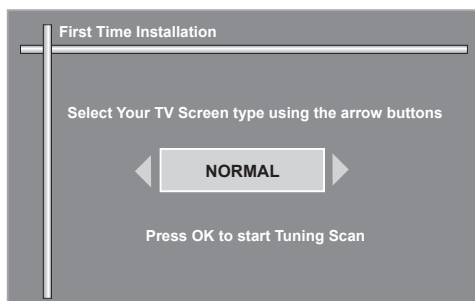 First Time Installation
Select Your TV Screen type using the arrow buttons
NORMAL
Press OK to start Tuning Scan